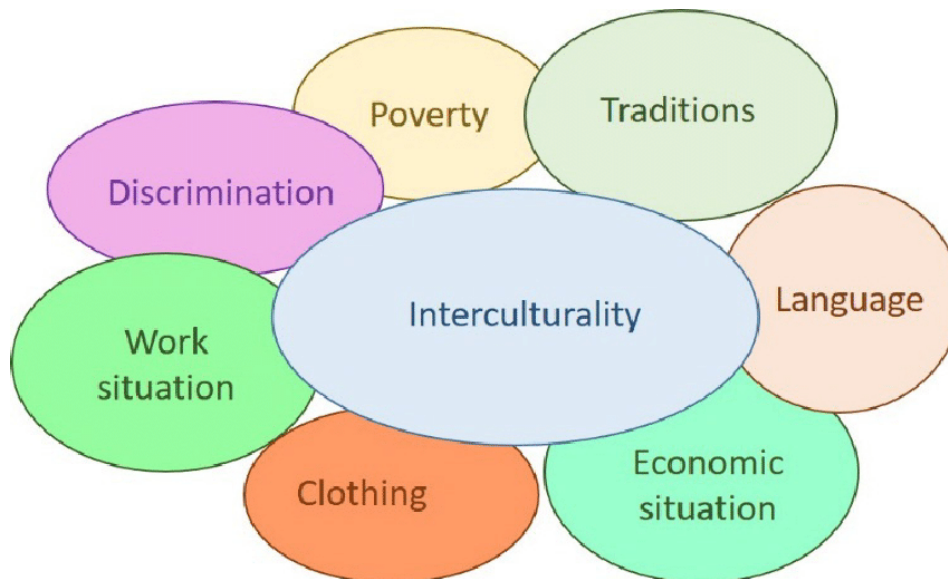 Poverty
Traditions
Discrimination
Interculturality
Language
Work
situation
Clothing
Economic
situation